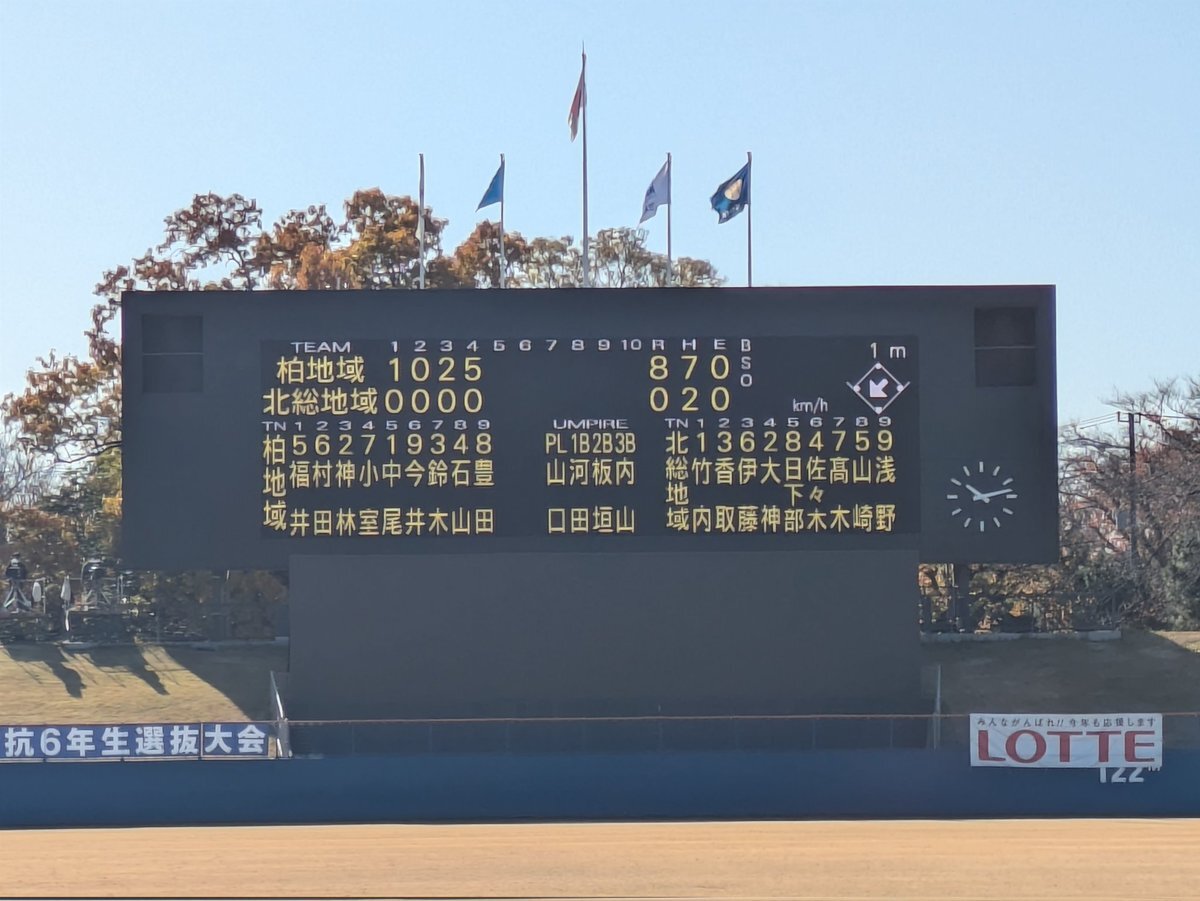 TEAM 1 2 3 4 5 6 7 8 9 10 R H E
柏地域 1 0 2 5 8 7 0
北総地域 0 0 0 0 0 2 0
B
S
O
1 m
km/h
TN 1 2 3 4 5 6 7 8 9
柏地域
5 6 2 7 1 9 3 4 8
福井 村田 神林 小室 中尾 今井 鈴木 石山 豊田
UMPIRE
PL 1B 2B 3B
山口 河田 板垣 内山
TN 1 2 3 4 5 6 7 8 9
北総地域
1 3 6 2 8 4 7 5 9
竹内 香取 伊藤 大神 日下部 佐々木 髙木 山崎 浅野
抗6年生選抜大会
みんながんばれ!! 今年も応援します
LOTTE
122m